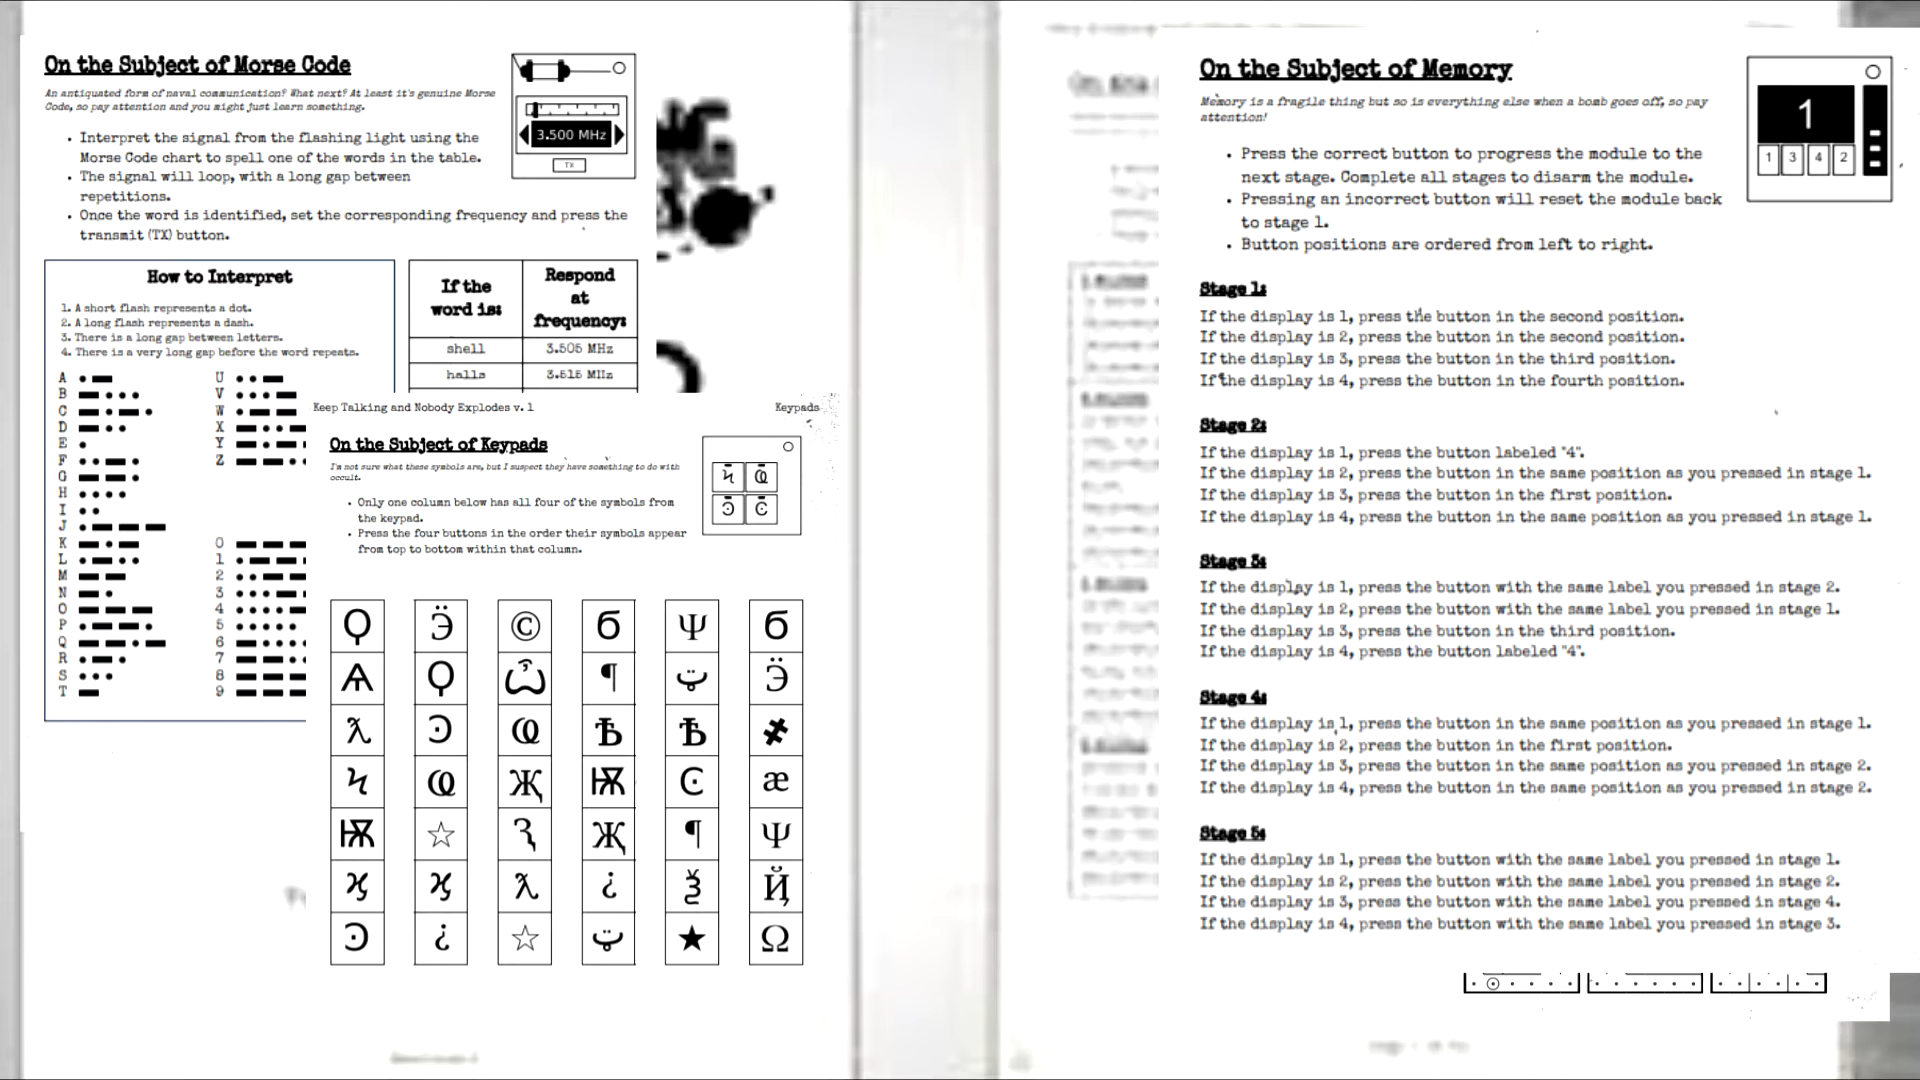 On the Subject of Morse Code
An antiquated form of naval communication? What next? At least it's genuine Morse
Code, so pay attention and you might just learn something.
• Interpret the signal from the flashing light using the
Morse Code chart to spell one of the words in the table.
• The signal will loop, with a long gap between
repetitions.
• Once the word is identified, set the corresponding frequency and press the
transmit (TX) button.
3.500 MHz
TX
How to Interpret
1. A short flash represents a dot.
2. A long flash represents a dash.
3. There is a long gap between letters.
4. There is a very long gap before the word repeats.
A
B
C
D
E
F
G
H
I
J
K
L
M
N
O
P
Q
R
S
T
U
V
W
X
Y
Z
0
1
2
3
4
5
6
7
8
9
If the word is: Respond at frequency:
shell 3.505 MHz
halls 3.515 MHz
Keep Talking and Nobody Explodes v. 1 Keypads
On the Subject of Keypads
I'm not sure what these symbols are, but I suspect they have something to do with
occult.
• Only one column below has all four of the symbols from
the keypad.
• Press the four buttons in the order their symbols appear
from top to bottom within that column.
Ϟ Ҩ
Ͽ Ͼ
Ϙ Ӭ © б Ψ б
Ѧ Ϙ Ѿ ¶ ټ Ӭ
ƛ Ͽ Ҩ Ѣ Ѣ ҂
Ϟ Ҩ Җ Ѭ Ͼ æ
Ѭ ☆ Ԇ Җ ¶ Ψ
ϗ ϗ ƛ ¿ Ѯ Ҋ
Ͽ ¿ ☆ ټ ★ Ω
On the Subject of Memory
Memory is a fragile thing but so is everything else when a bomb goes off, so pay
attention!
• Press the correct button to progress the module to the
next stage. Complete all stages to disarm the module.
• Pressing an incorrect button will reset the module back
to stage 1.
• Button positions are ordered from left to right.
1
1 3 4 2
Stage 1:
If the display is 1, press the button in the second position.
If the display is 2, press the button in the second position.
If the display is 3, press the button in the third position.
If the display is 4, press the button in the fourth position.
Stage 2:
If the display is 1, press the button labeled "4".
If the display is 2, press the button in the same position as you pressed in stage 1.
If the display is 3, press the button in the first position.
If the display is 4, press the button in the same position as you pressed in stage 1.
Stage 3:
If the display is 1, press the button with the same label you pressed in stage 2.
If the display is 2, press the button with the same label you pressed in stage 1.
If the display is 3, press the button in the third position.
If the display is 4, press the button labeled "4".
Stage 4:
If the display is 1, press the button in the same position as you pressed in stage 1.
If the display is 2, press the button in the first position.
If the display is 3, press the button in the same position as you pressed in stage 2.
If the display is 4, press the button in the same position as you pressed in stage 2.
Stage 5:
If the display is 1, press the button with the same label you pressed in stage 1.
If the display is 2, press the button with the same label you pressed in stage 2.
If the display is 3, press the button with the same label you pressed in stage 4.
If the display is 4, press the button with the same label you pressed in stage 3.